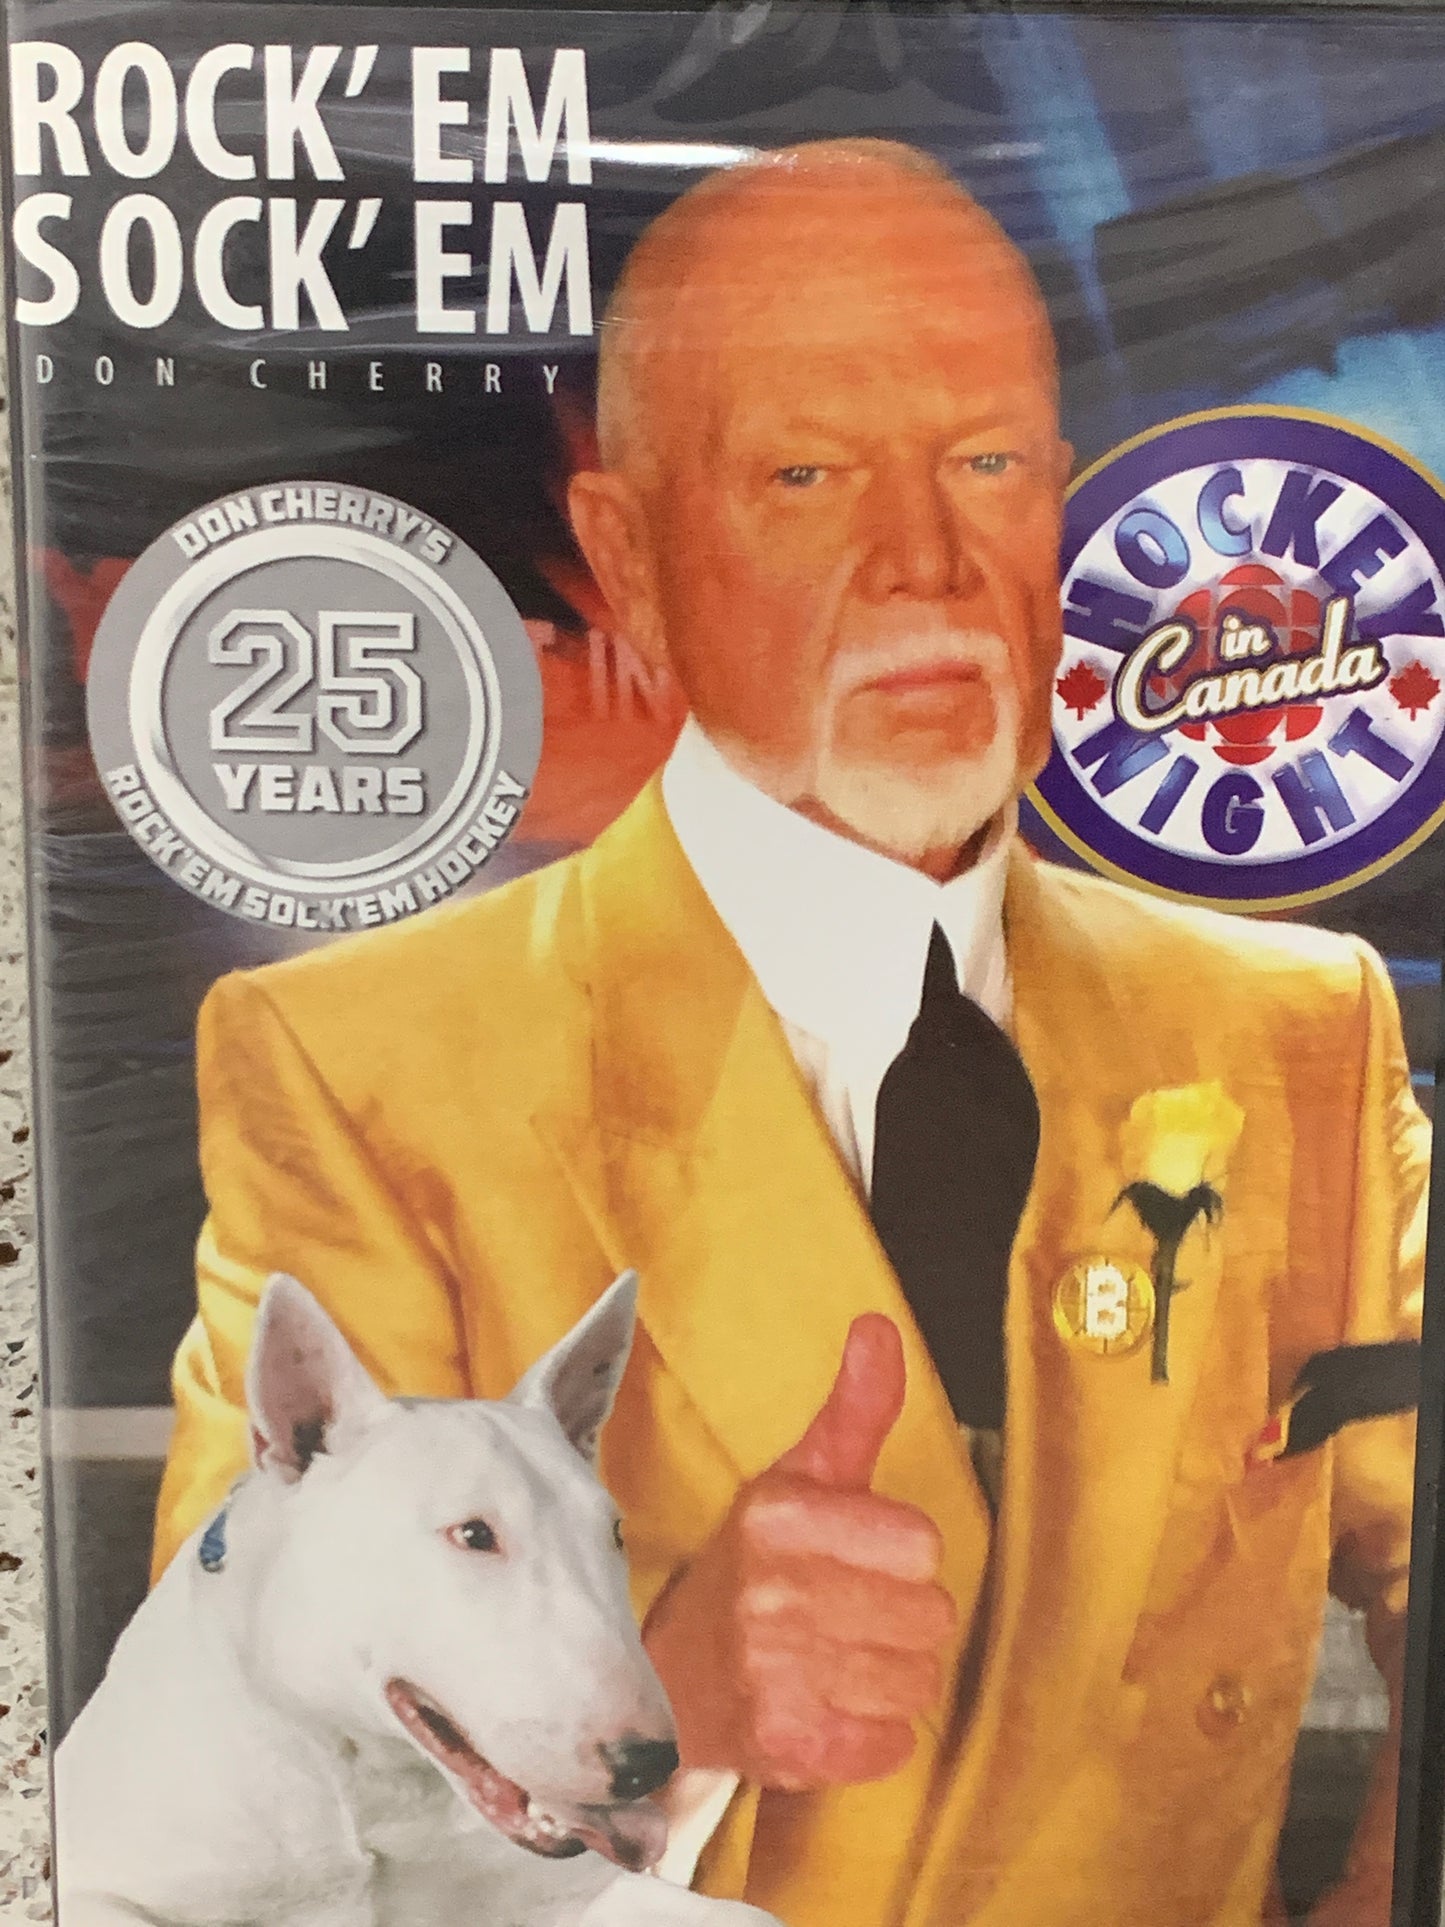 ROCK' EM
SOCK' EM
DON CHERRY
DON CHERRY'S
25
YEARS
ROCK'EM SOCK'EM HOCKEY
HOCKEY
in
Canada
NIGHT
B